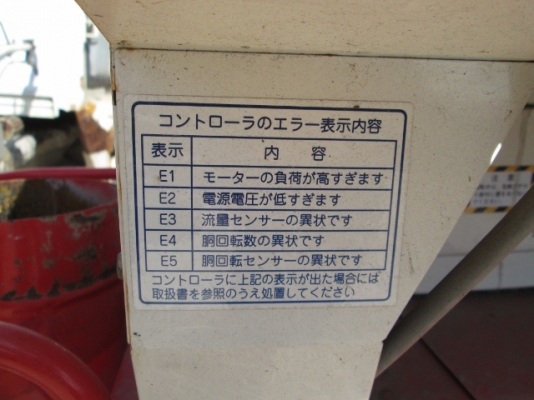 コントローラのエラー表示内容
表示 内容
E1 モーターの負荷が高すぎます
E2 電源電圧が低すぎます
E3 流量センサーの異状です
E4 胴回転数の異状です
E5 胴回転センサーの異状です
コントローラに上記の表示が出た場合には
取扱書を参照のうえ処置してください